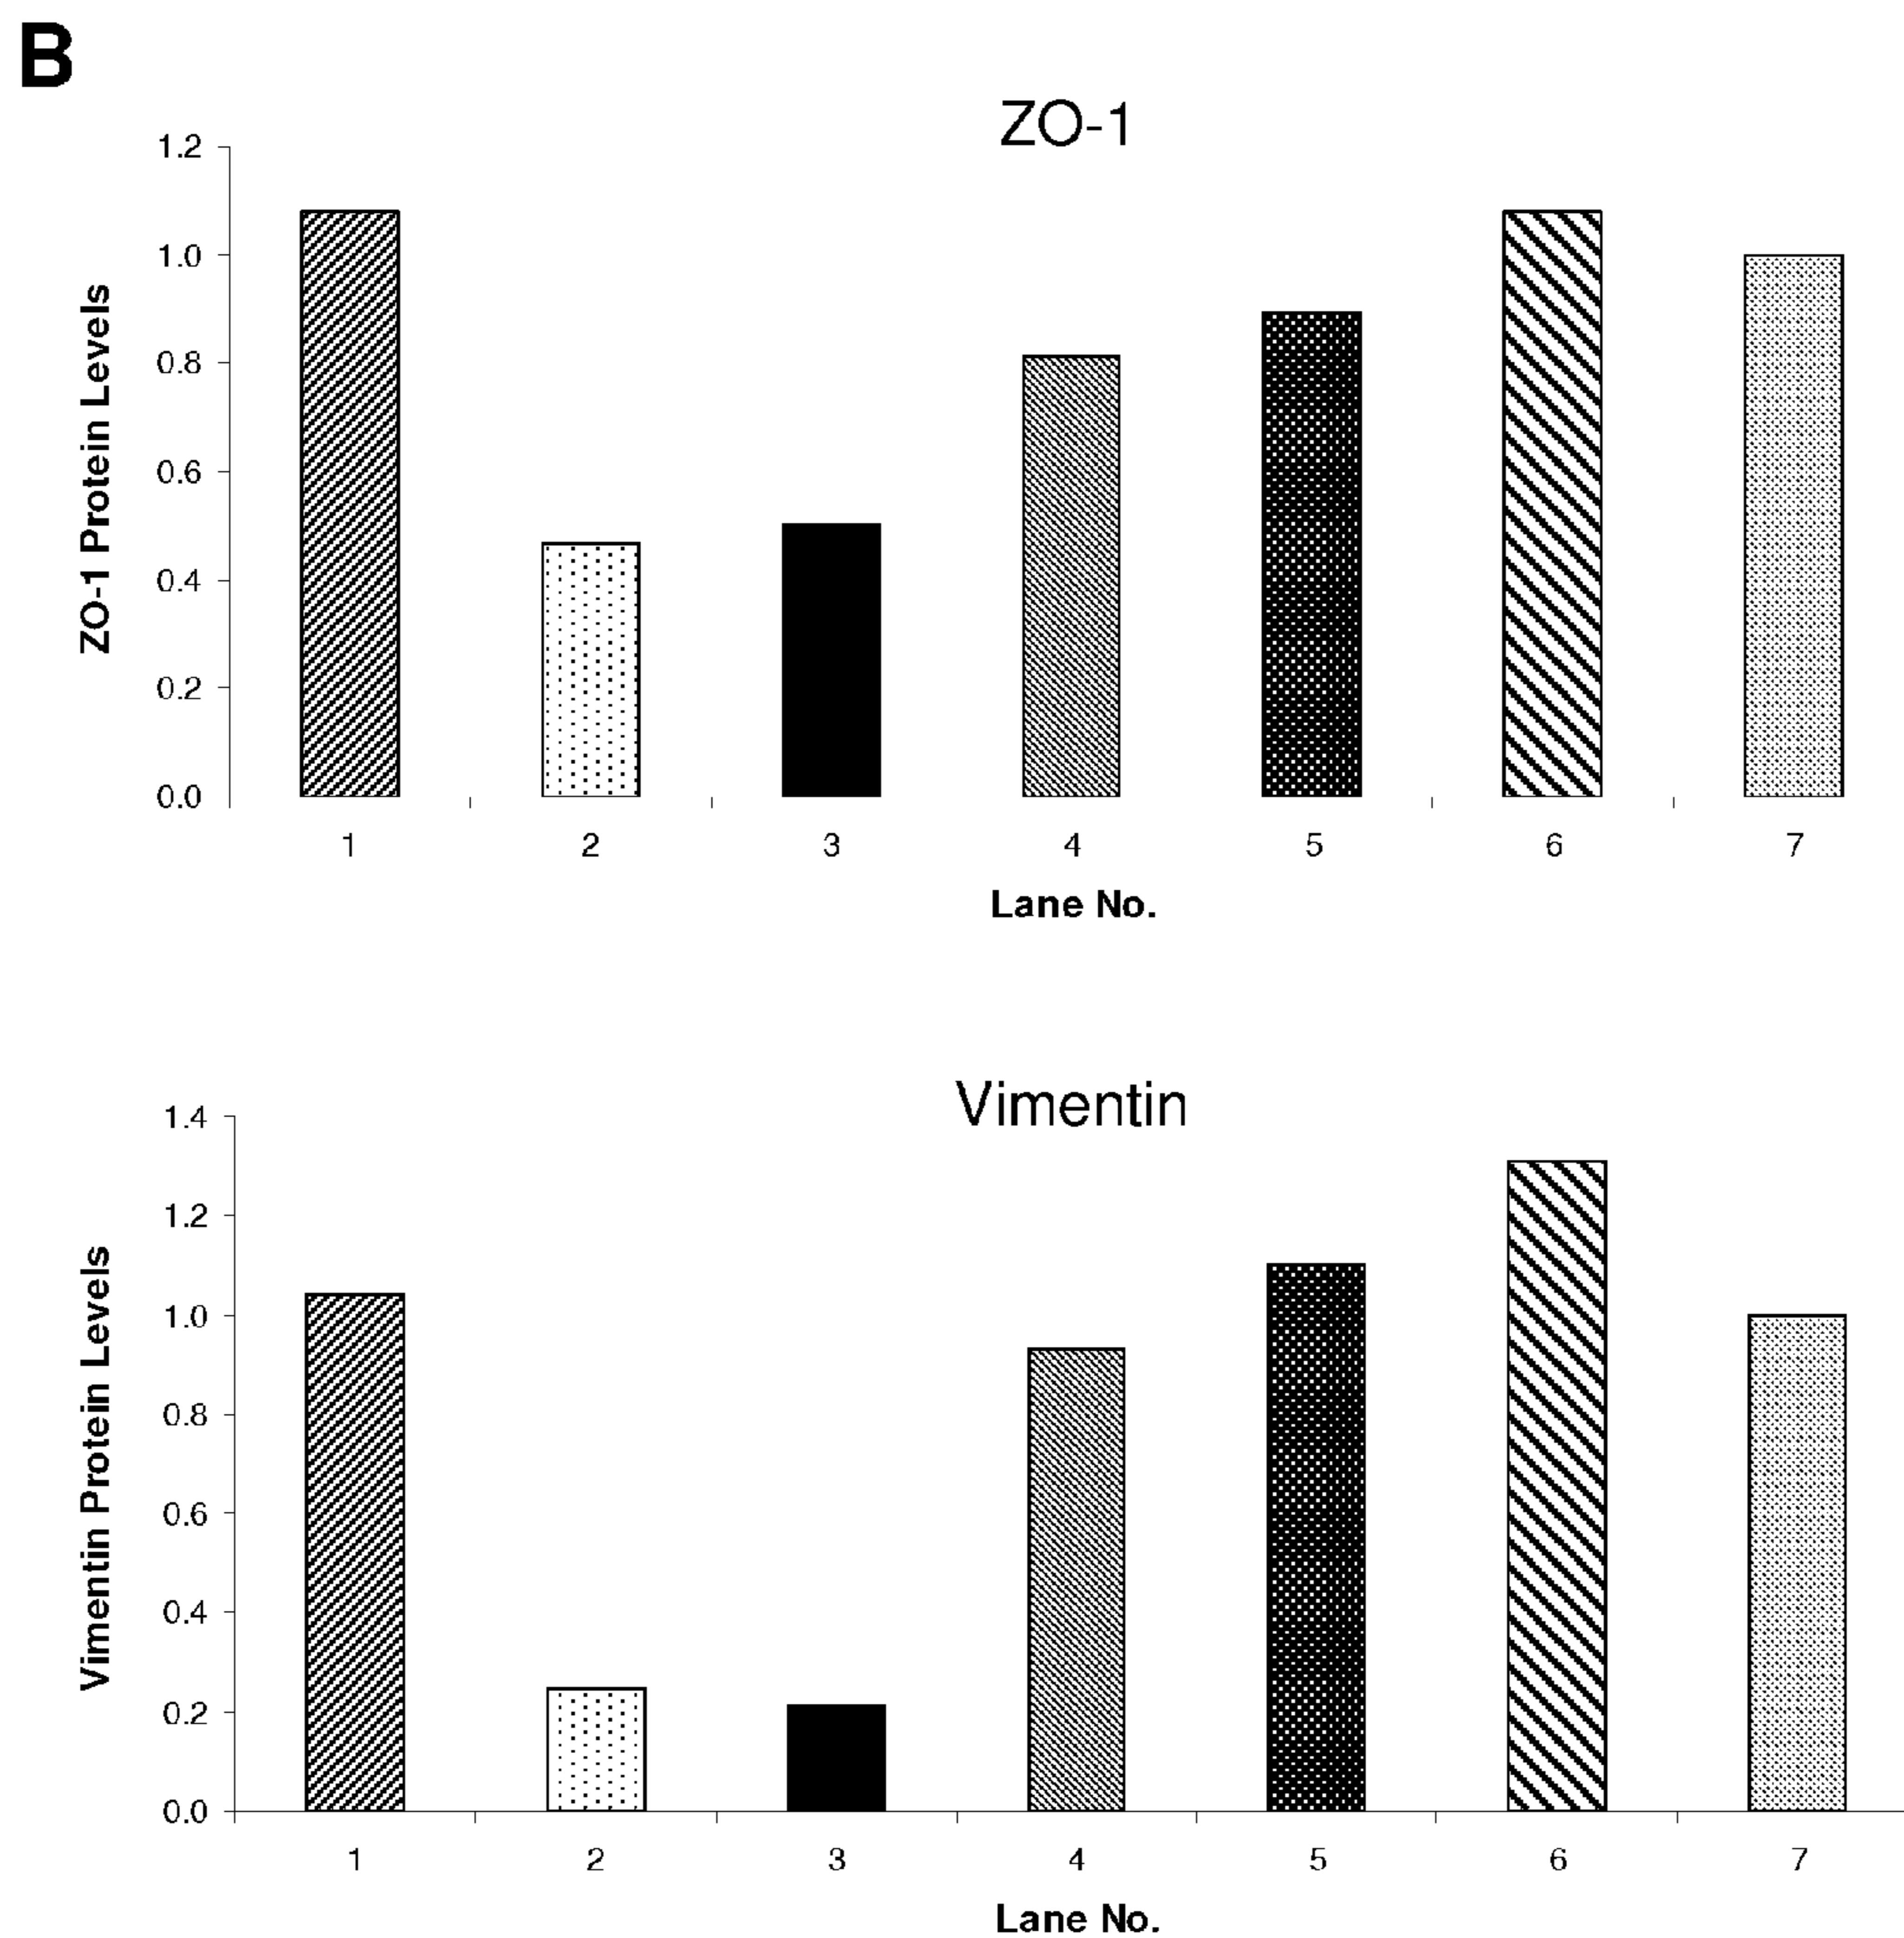 B
ZO-1
1.2
1.0
0.8
0.6
0.4
0.2
0.0
ZO-1 Protein Levels
1 2 3 4 5 6 7
Lane No.
Vimentin
1.4
1.2
1.0
0.8
0.6
0.4
0.2
0.0
Vimentin Protein Levels
1 2 3 4 5 6 7
Lane No.